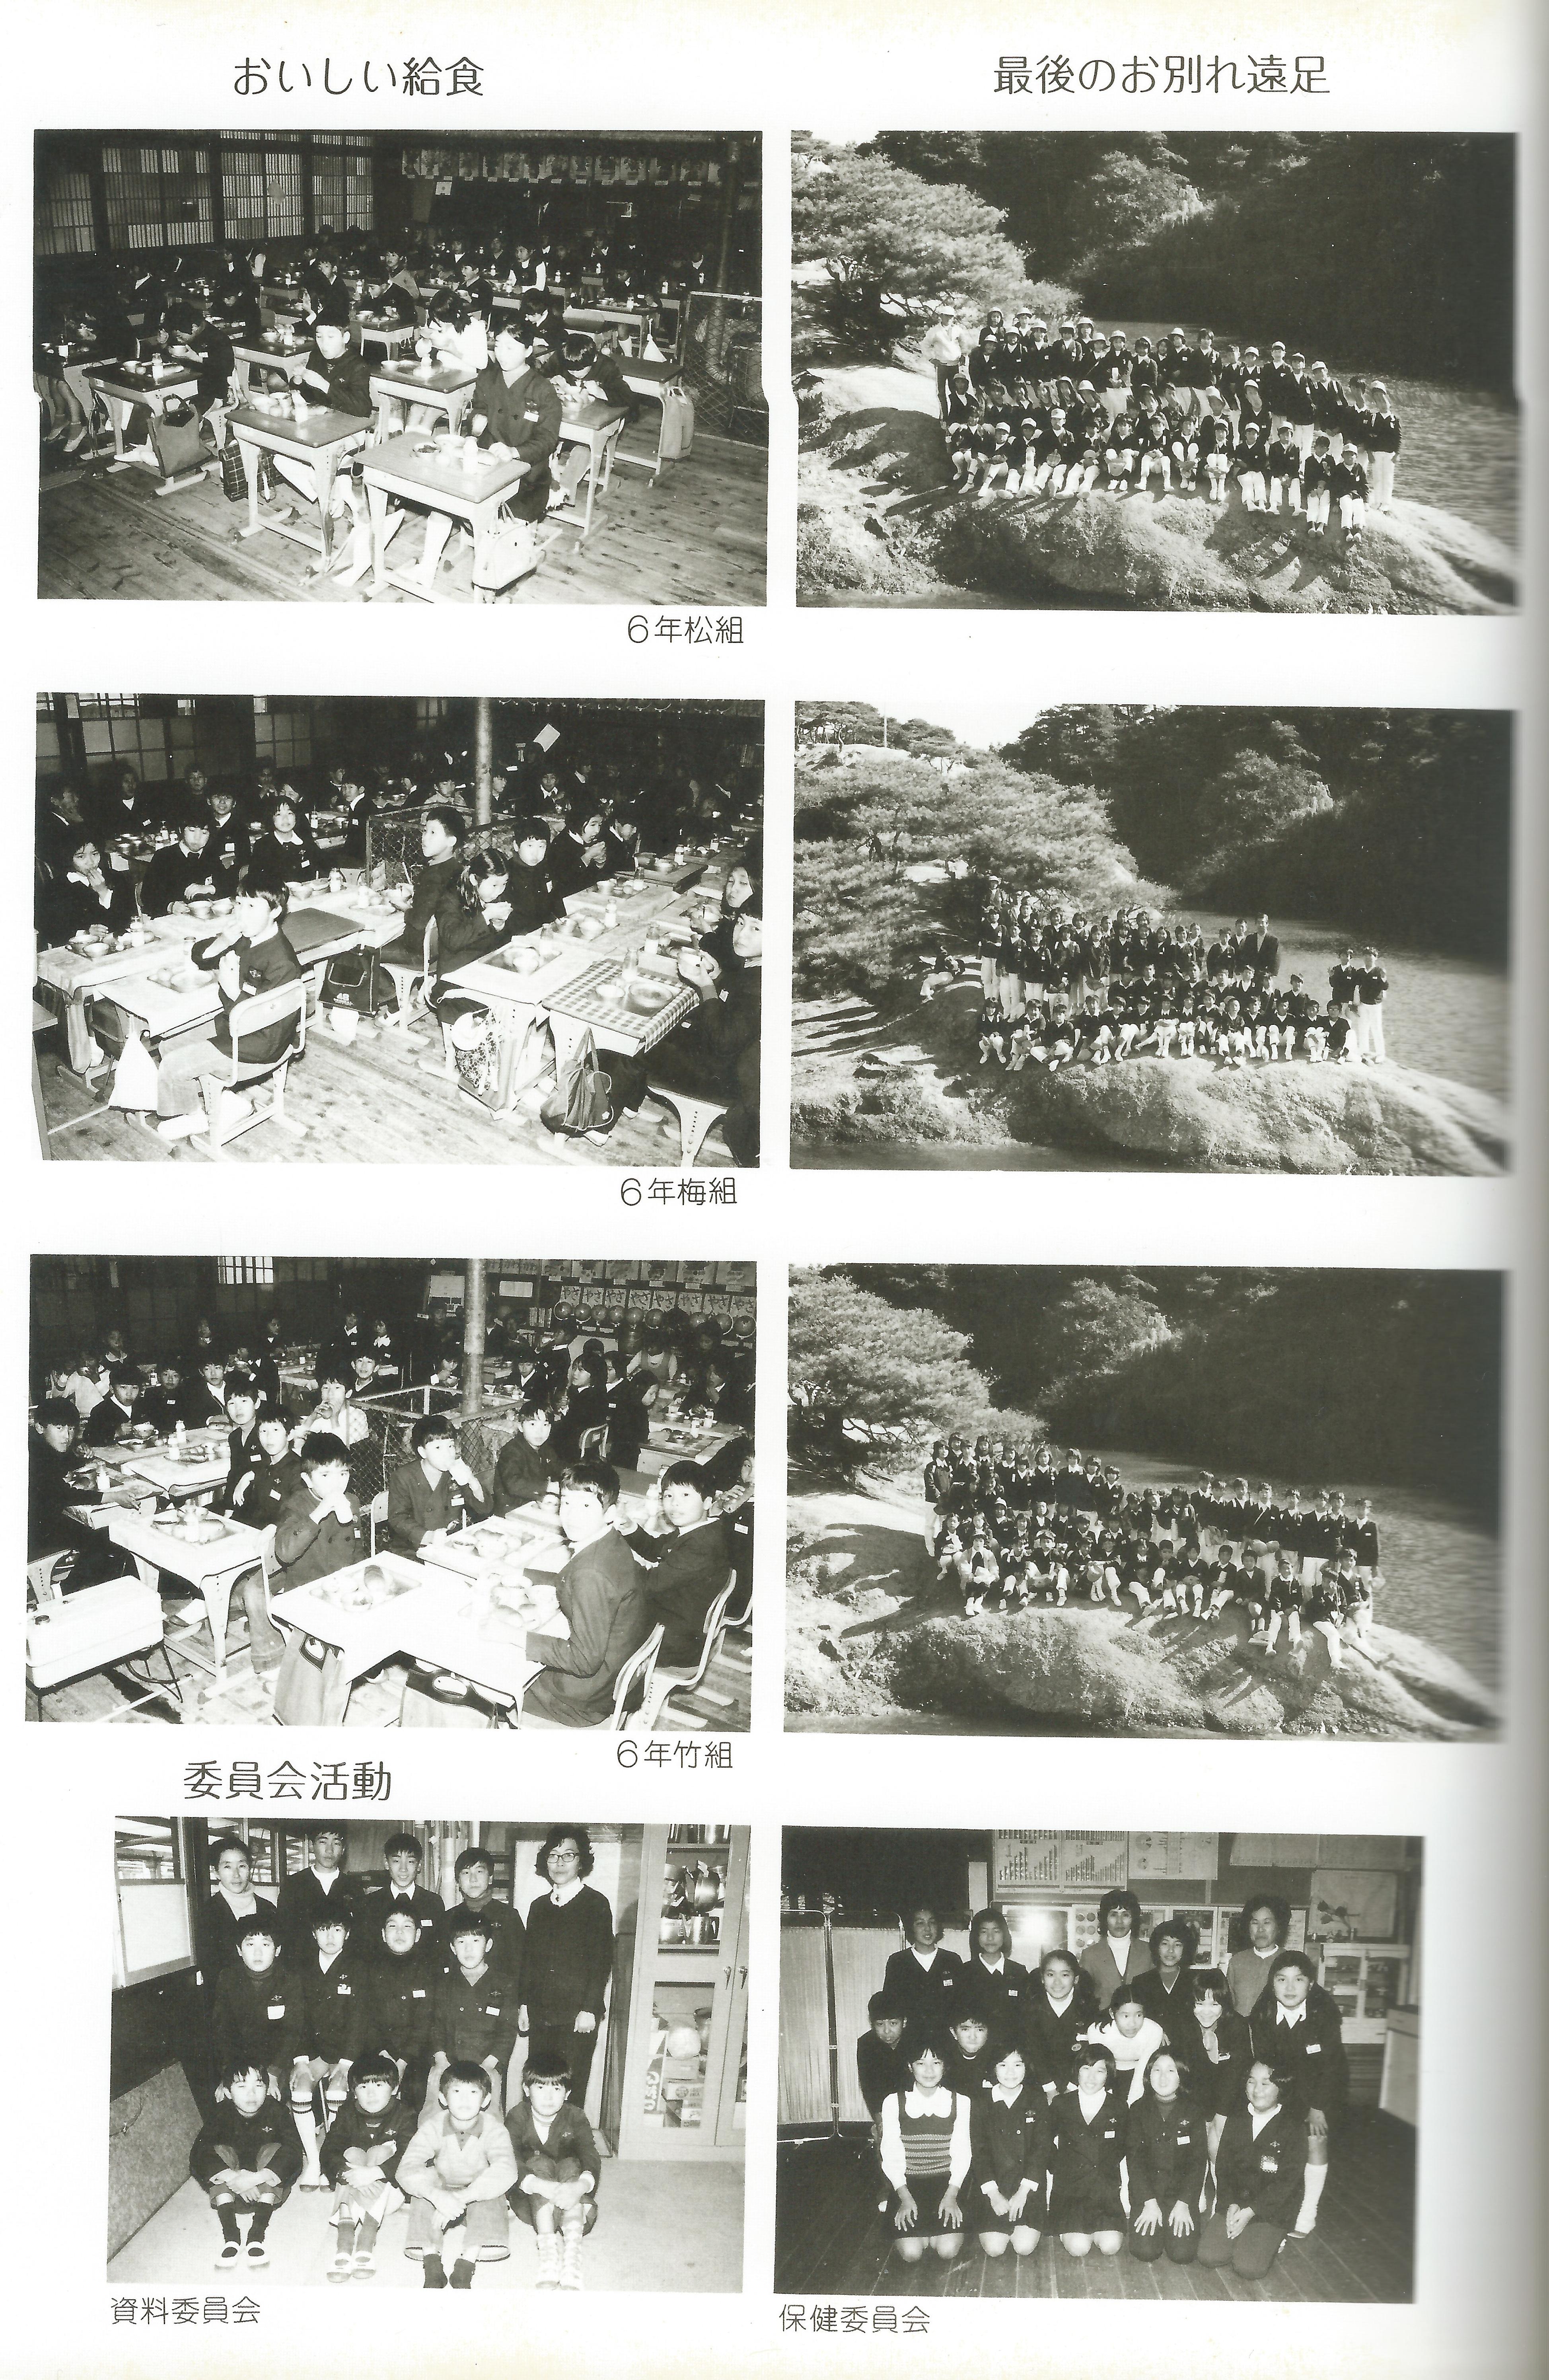 おいしい給食
最後のお別れ遠足
6年松組
6年梅組
6年竹組
委員会活動
資料委員会
保健委員会